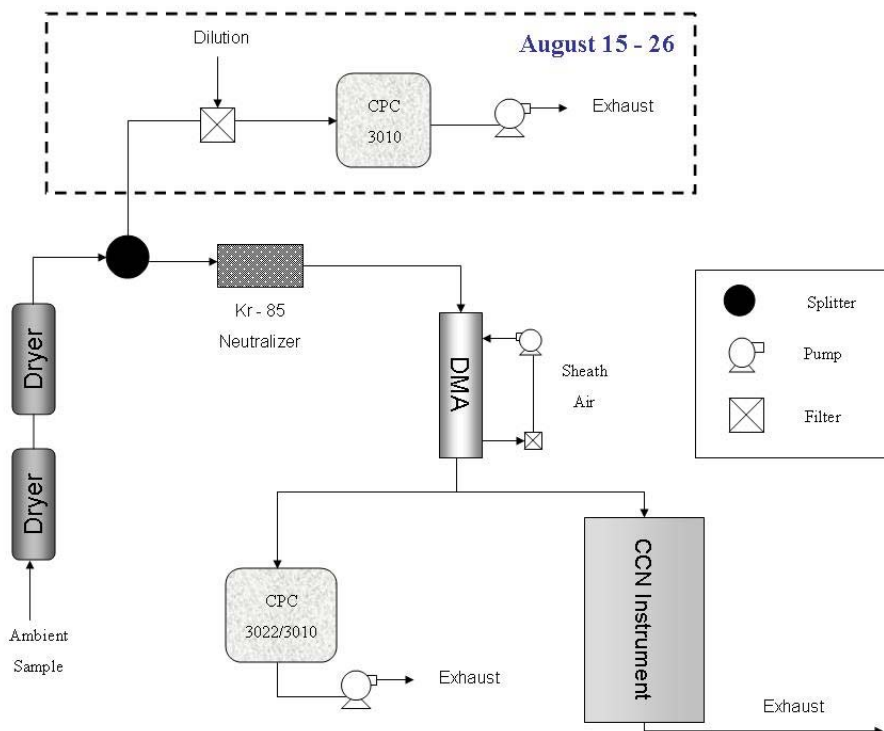 August 15 - 26
Dilution
CPC
3010
Exhaust
Kr - 85
Neutralizer
Dryer
Dryer
Ambient
Sample
DMA
Sheath
Air
CPC
3022/3010
Exhaust
CCN Instrument
Exhaust
Splitter
Pump
Filter